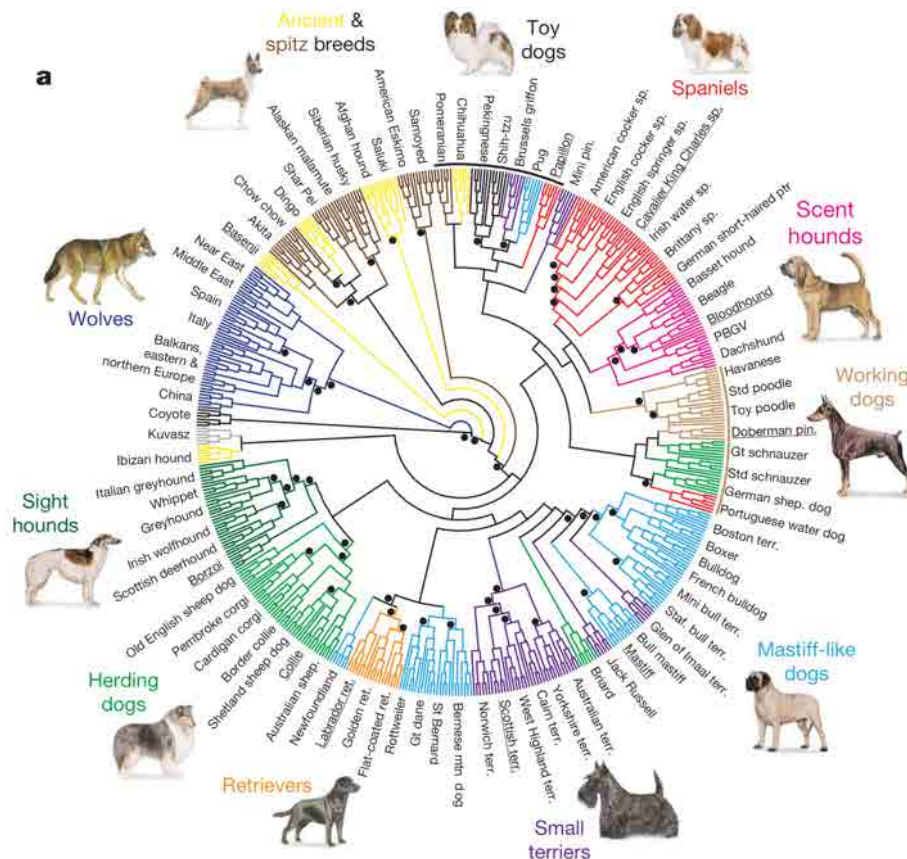 a
Ancient &
spitz breeds
Toy
dogs
Spaniels
Scent
hounds
Working
dogs
Mastiff-like
dogs
Small
terriers
Retrievers
Herding
dogs
Sight
hounds
Wolves
Coyote
China
Balkans,
eastern &
northern Europe
Italy
Spain
Middle East
Near East
Basenji
Akita
Chow chow
Dingo
Shar Pei
Alaskan malamute
Siberian husky
Afghan hound
Saluki
American Eskimo
Samoyed
Pomeranian
Chihuahua
Pekingnese
Shih-tzu
Brussels griffon
Pug
Papillon
Mini pin.
American cocker sp.
English cocker sp.
English springer sp.
Cavalier King Charles sp.
Irish water sp.
Brittany sp.
German short-haired ptr
Basset hound
Beagle
Bloodhound
PBGV
Dachshund
Havanese
Std poodle
Toy poodle
Doberman pin.
Gt schnauzer
Std schnauzer
German shep. dog
Portuguese water dog
Boston terr.
Boxer
Bulldog
French bulldog
Mini bull terr.
Staf. bull terr.
Glen of Imaal terr.
Bull mastiff
Mastiff
Jack Russell
Briard
Australian terr.
Yorkshire terr.
Cairn terr.
West Highland terr.
Scottish terr.
Norwich terr.
Bernese mtn dog
St Bernard
Gt dane
Rottweiler
Flat-coated ret.
Golden ret.
Labrador ret.
Newfoundland
Australian shep.
Collie
Shetland sheep dog
Border collie
Cardigan corgi
Pembroke corgi
Old English sheep dog
Borzoi
Scottish deerhound
Irish wolfhound
Greyhound
Whippet
Italian greyhound
Ibizan hound
Kuvasz